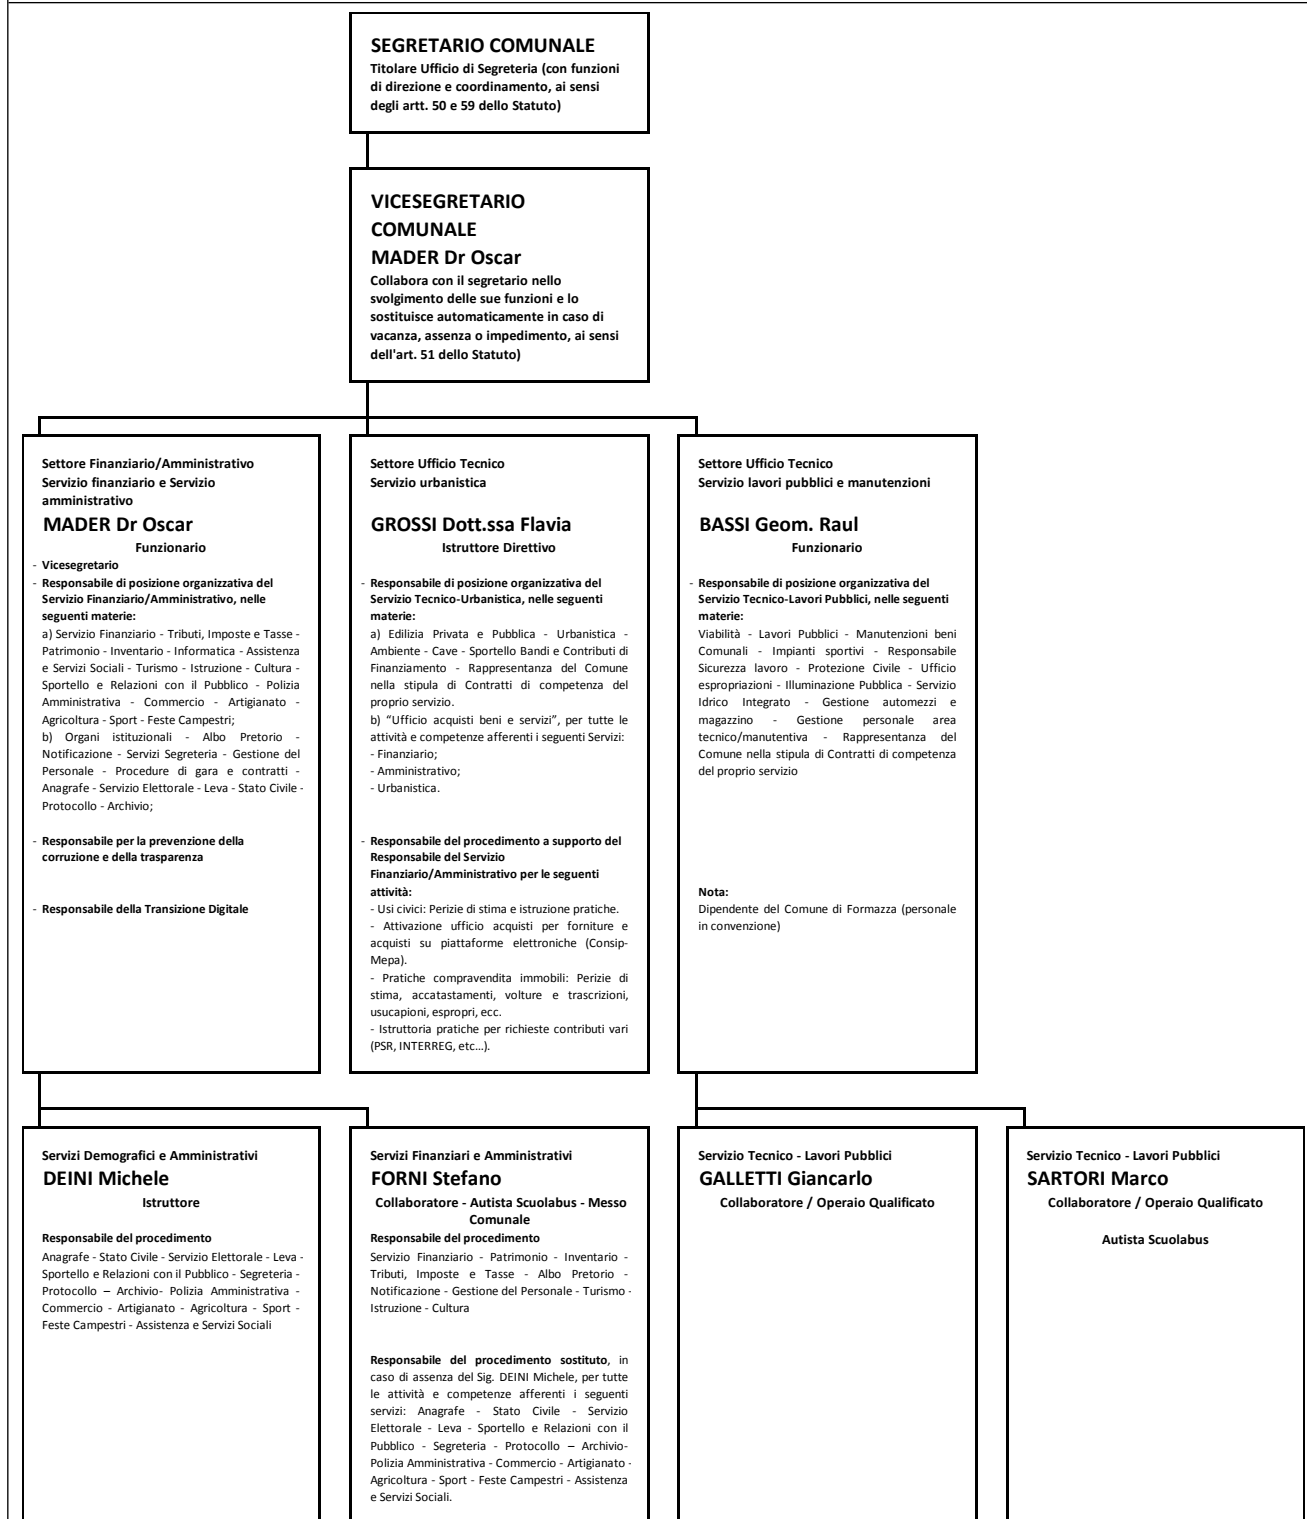 SEGRETARIO COMUNALE
Titolare Ufficio di Segreteria (con funzioni
di direzione e coordinamento, ai sensi
degli artt. 50 e 59 dello Statuto)
VICESEGRETARIO
COMUNALE
MADER Dr Oscar
Collabora con il segretario nello
svolgimento delle sue funzioni e lo
sostituisce automaticamente in caso di
vacanza, assenza o impedimento, ai sensi
dell'art. 51 dello Statuto)
Settore Finanziario/Amministrativo
Servizio finanziario e Servizio
amministrativo
MADER Dr Oscar
Funzionario
- Vicesegretario
- Responsabile di posizione organizzativa del
Servizio Finanziario/Amministrativo, nelle
seguenti materie:
a) Servizio Finanziario - Tributi, Imposte e Tasse -
Patrimonio - Inventario - Informatica - Assistenza
e Servizi Sociali - Turismo - Istruzione - Cultura -
Sportello e Relazioni con il Pubblico - Polizia
Amministrativa - Commercio - Artigianato -
Agricoltura - Sport - Feste Campestri;
b) Organi istituzionali - Albo Pretorio -
Notificazione - Servizi Segreteria - Gestione del
Personale - Procedure di gara e contratti -
Anagrafe - Servizio Elettorale - Leva - Stato Civile -
Protocollo - Archivio;
- Responsabile per la prevenzione della
corruzione e della trasparenza
- Responsabile della Transizione Digitale
Settore Ufficio Tecnico
Servizio urbanistica
GROSSI Dott.ssa Flavia
Istruttore Direttivo
- Responsabile di posizione organizzativa del
Servizio Tecnico-Urbanistica, nelle seguenti
materie:
a) Edilizia Privata e Pubblica - Urbanistica -
Ambiente - Cave - Sportello Bandi e Contributi di
Finanziamento - Rappresentanza del Comune
nella stipula di Contratti di competenza del
proprio servizio.
b) “Ufficio acquisti beni e servizi”, per tutte le
attività e competenze afferenti i seguenti Servizi:
- Finanziario;
- Amministrativo;
- Urbanistica.
- Responsabile del procedimento a supporto del
Responsabile del Servizio
Finanziario/Amministrativo per le seguenti
attività:
- Usi civici: Perizie di stima e istruzione pratiche.
- Attivazione ufficio acquisti per forniture e
acquisti su piattaforme elettroniche (Consip-
Mepa).
- Pratiche compravendita immobili: Perizie di
stima, accatastamenti, volture e trascrizioni,
usucapioni, espropri, ecc.
- Istruttoria pratiche per richieste contributi vari
(PSR, INTERREG, etc...).
Settore Ufficio Tecnico
Servizio lavori pubblici e manutenzioni
BASSI Geom. Raul
Funzionario
- Responsabile di posizione organizzativa del
Servizio Tecnico-Lavori Pubblici, nelle seguenti
materie:
Viabilità - Lavori Pubblici - Manutenzioni beni
Comunali - Impianti sportivi - Responsabile
Sicurezza lavoro - Protezione Civile - Ufficio
espropriazioni - Illuminazione Pubblica - Servizio
Idrico Integrato - Gestione automezzi e
magazzino - Gestione personale area
tecnico/manutentiva - Rappresentanza del
Comune nella stipula di Contratti di competenza
del proprio servizio
Nota:
Dipendente del Comune di Formazza (personale
in convenzione)
Servizi Demografici e Amministrativi
DEINI Michele
Istruttore
Responsabile del procedimento
Anagrafe - Stato Civile - Servizio Elettorale - Leva -
Sportello e Relazioni con il Pubblico - Segreteria -
Protocollo – Archivio- Polizia Amministrativa -
Commercio - Artigianato - Agricoltura - Sport -
Feste Campestri - Assistenza e Servizi Sociali
Servizi Finanziari e Amministrativi
FORNI Stefano
Collaboratore - Autista Scuolabus - Messo
Comunale
Responsabile del procedimento
Servizio Finanziario - Patrimonio - Inventario -
Tributi, Imposte e Tasse - Albo Pretorio -
Notificazione - Gestione del Personale - Turismo -
Istruzione - Cultura
Responsabile del procedimento sostituto, in
caso di assenza del Sig. DEINI Michele, per tutte
le attività e competenze afferenti i seguenti
servizi: Anagrafe - Stato Civile - Servizio
Elettorale - Leva - Sportello e Relazioni con il
Pubblico - Segreteria - Protocollo – Archivio-
Polizia Amministrativa - Commercio - Artigianato -
Agricoltura - Sport - Feste Campestri - Assistenza
e Servizi Sociali.
Servizio Tecnico - Lavori Pubblici
GALLETTI Giancarlo
Collaboratore / Operaio Qualificato
Servizio Tecnico - Lavori Pubblici
SARTORI Marco
Collaboratore / Operaio Qualificato
Autista Scuolabus